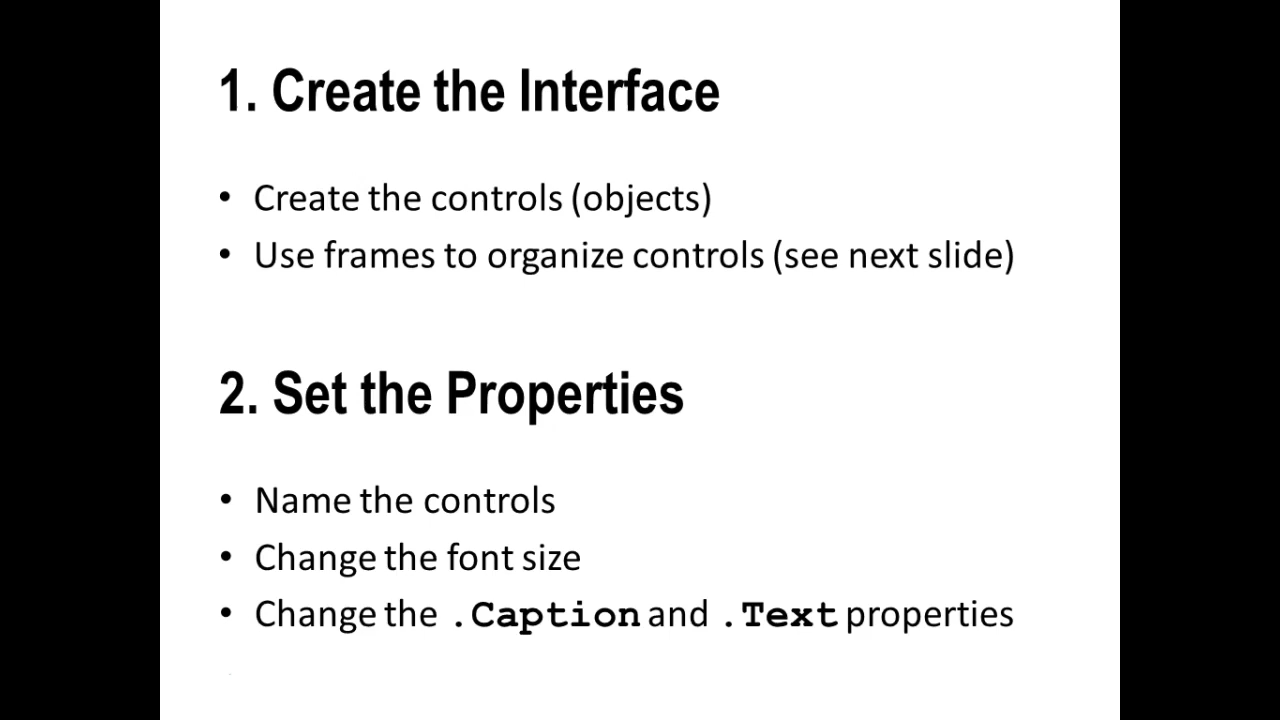 1. Create the Interface
• Create the controls (objects)
• Use frames to organize controls (see next slide)
2. Set the Properties
• Name the controls
• Change the font size
• Change the .Caption and .Text properties